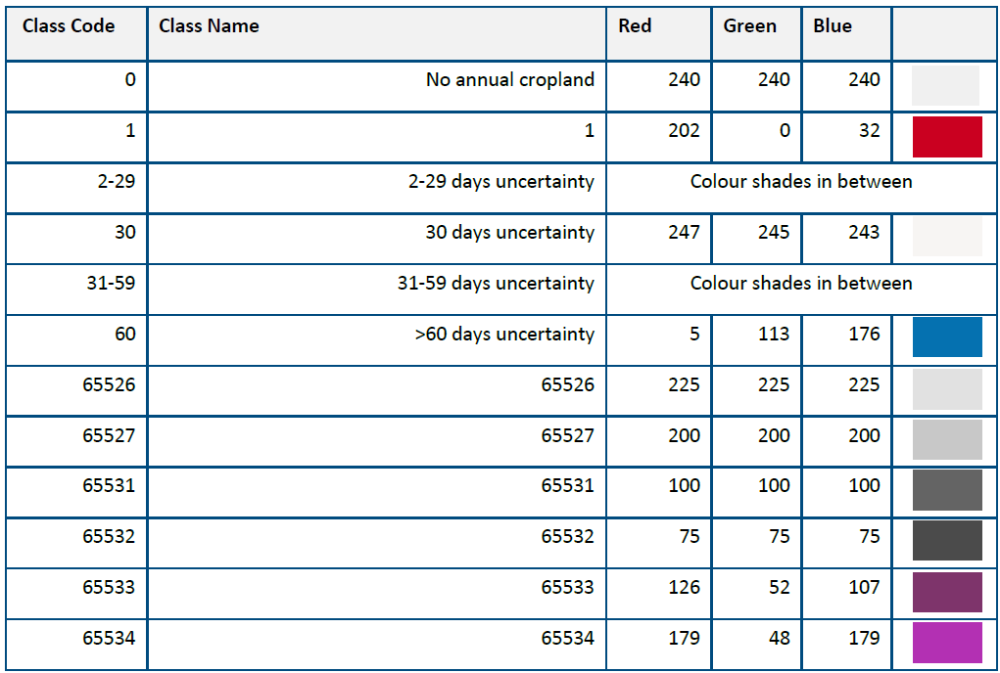 Class Code Class Name Red Green Blue
0 No annual cropland 240 240 240
1 1 202 0 32
2-29 2-29 days uncertainty Colour shades in between
30 30 days uncertainty 247 245 243
31-59 31-59 days uncertainty Colour shades in between
60 >60 days uncertainty 5 113 176
65526 65526 225 225 225
65527 65527 200 200 200
65531 65531 100 100 100
65532 65532 75 75 75
65533 65533 126 52 107
65534 65534 179 48 179